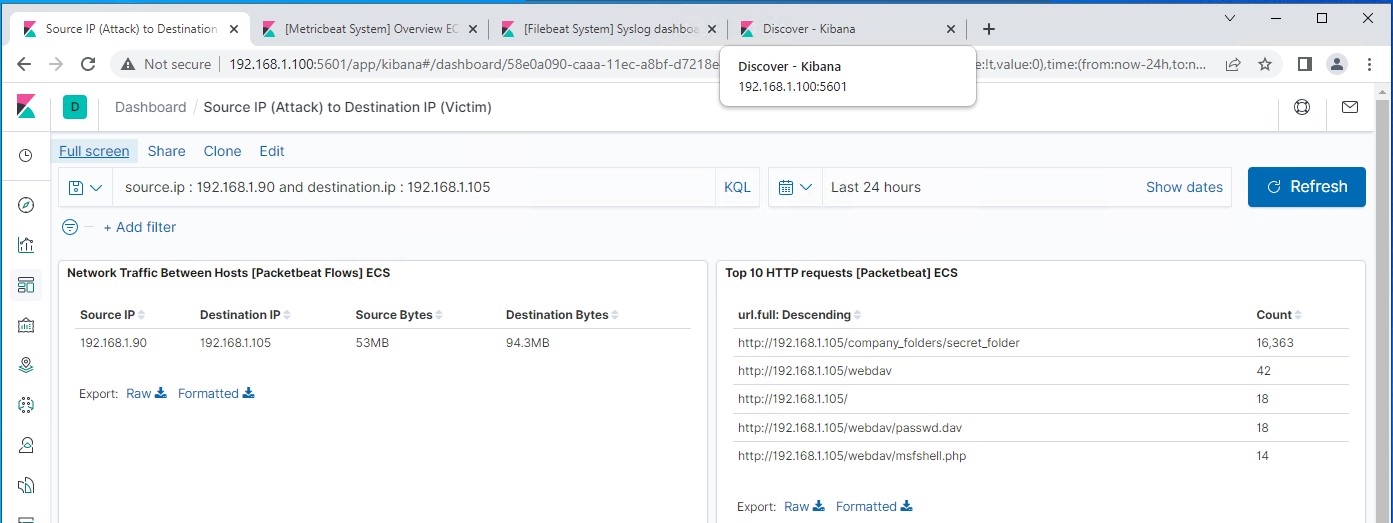 Source IP (Attack) to Destination
[Metricbeat System] Overview EC
[Filebeat System] Syslog dashboa
Discover - Kibana
Not secure 192.168.1.100:5601/app/kibana#/dashboard/58e0a090-caaa-11ec-a8bf-d7218e e:!t,value:0),time:(from:now-24h,to:n...
Discover - Kibana
192.168.1.100:5601
D Dashboard / Source IP (Attack) to Destination IP (Victim)
Full screen Share Clone Edit
source.ip : 192.168.1.90 and destination.ip : 192.168.1.105 KQL Last 24 hours Show dates Refresh
+ Add filter
Network Traffic Between Hosts [Packetbeat Flows] ECS
Source IP Destination IP Source Bytes Destination Bytes
192.168.1.90 192.168.1.105 53MB 94.3MB
Export: Raw Formatted
Top 10 HTTP requests [Packetbeat] ECS
url.full: Descending Count
http://192.168.1.105/company_folders/secret_folder 16,363
http://192.168.1.105/webdav 42
http://192.168.1.105/ 18
http://192.168.1.105/webdav/passwd.dav 18
http://192.168.1.105/webdav/msfshell.php 14
Export: Raw Formatted